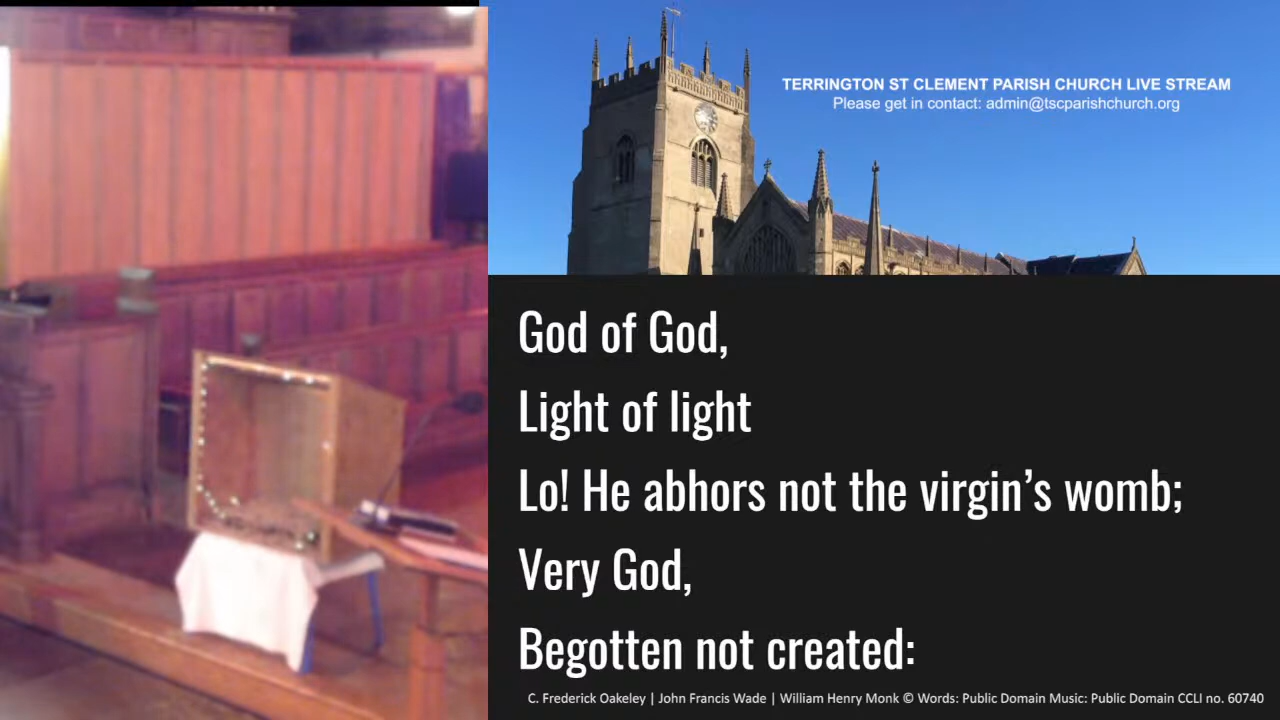 TERRINGTON ST CLEMENT PARISH CHURCH LIVE STREAM
Please get in contact: admin@tscparishchurch.org
God of God,
Light of light
Lo! He abhors not the virgin’s womb;
Very God,
Begotten not created:
C. Frederick Oakeley | John Francis Wade | William Henry Monk © Words: Public Domain Music: Public Domain CCLI no. 60740